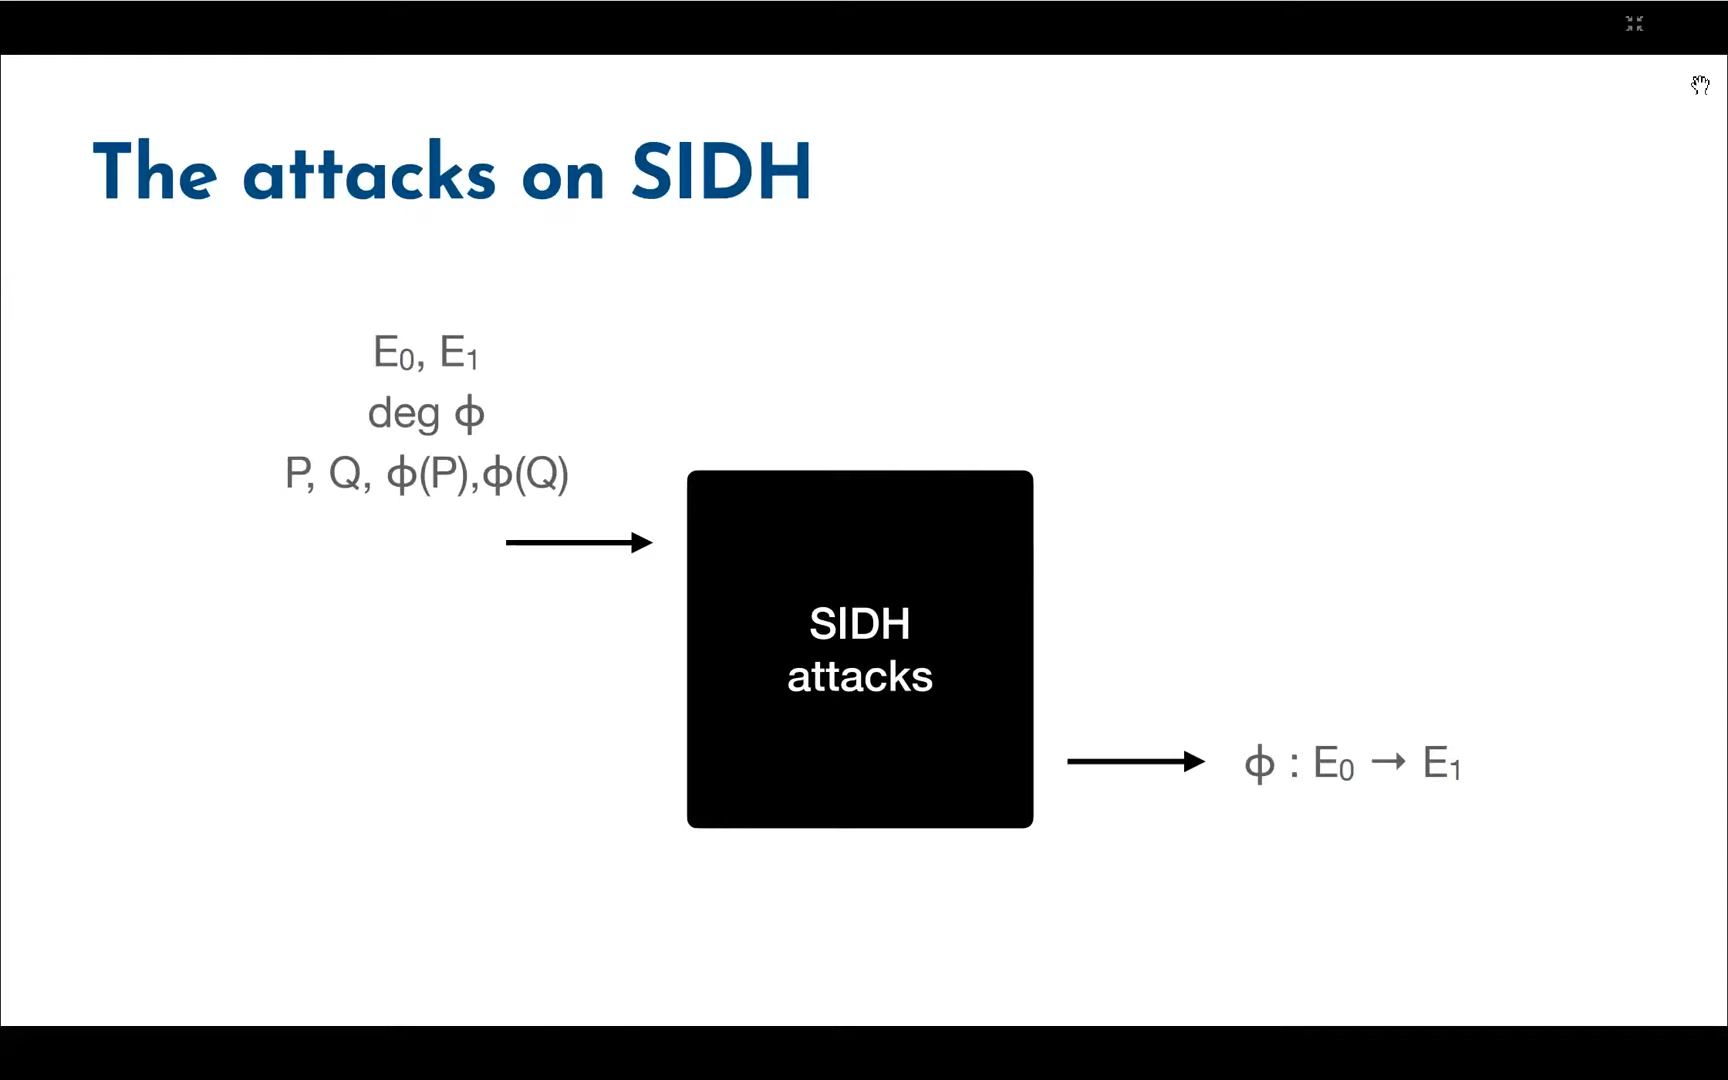 The attacks on SIDH
E₀, E₁
deg ϕ
P, Q, ϕ(P),ϕ(Q)
SIDH
attacks
ϕ : E₀ → E₁